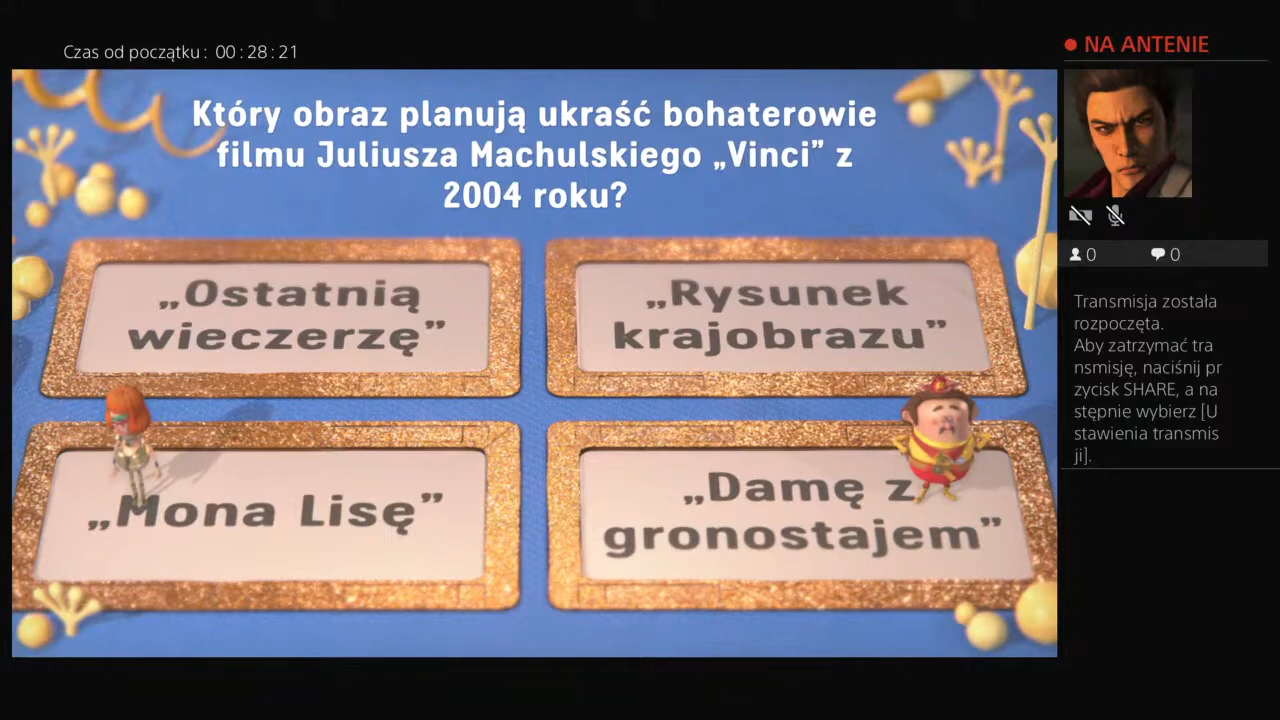 Czas od początku: 00:28:21
NA ANTENIE
Który obraz planują ukraść bohaterowie
filmu Juliusza Machulskiego „Vinci” z
2004 roku?
„Ostatnią
wieczerzę”
„Rysunek
krajobrazu”
„Mona Lisę”
„Damę z
gronostajem”
0
0
Transmisja została
rozpoczęta.
Aby zatrzymać tra
nsmisję, naciśnij pr
zycisk SHARE, a na
stępnie wybierz [U
stawienia transmis
ji].